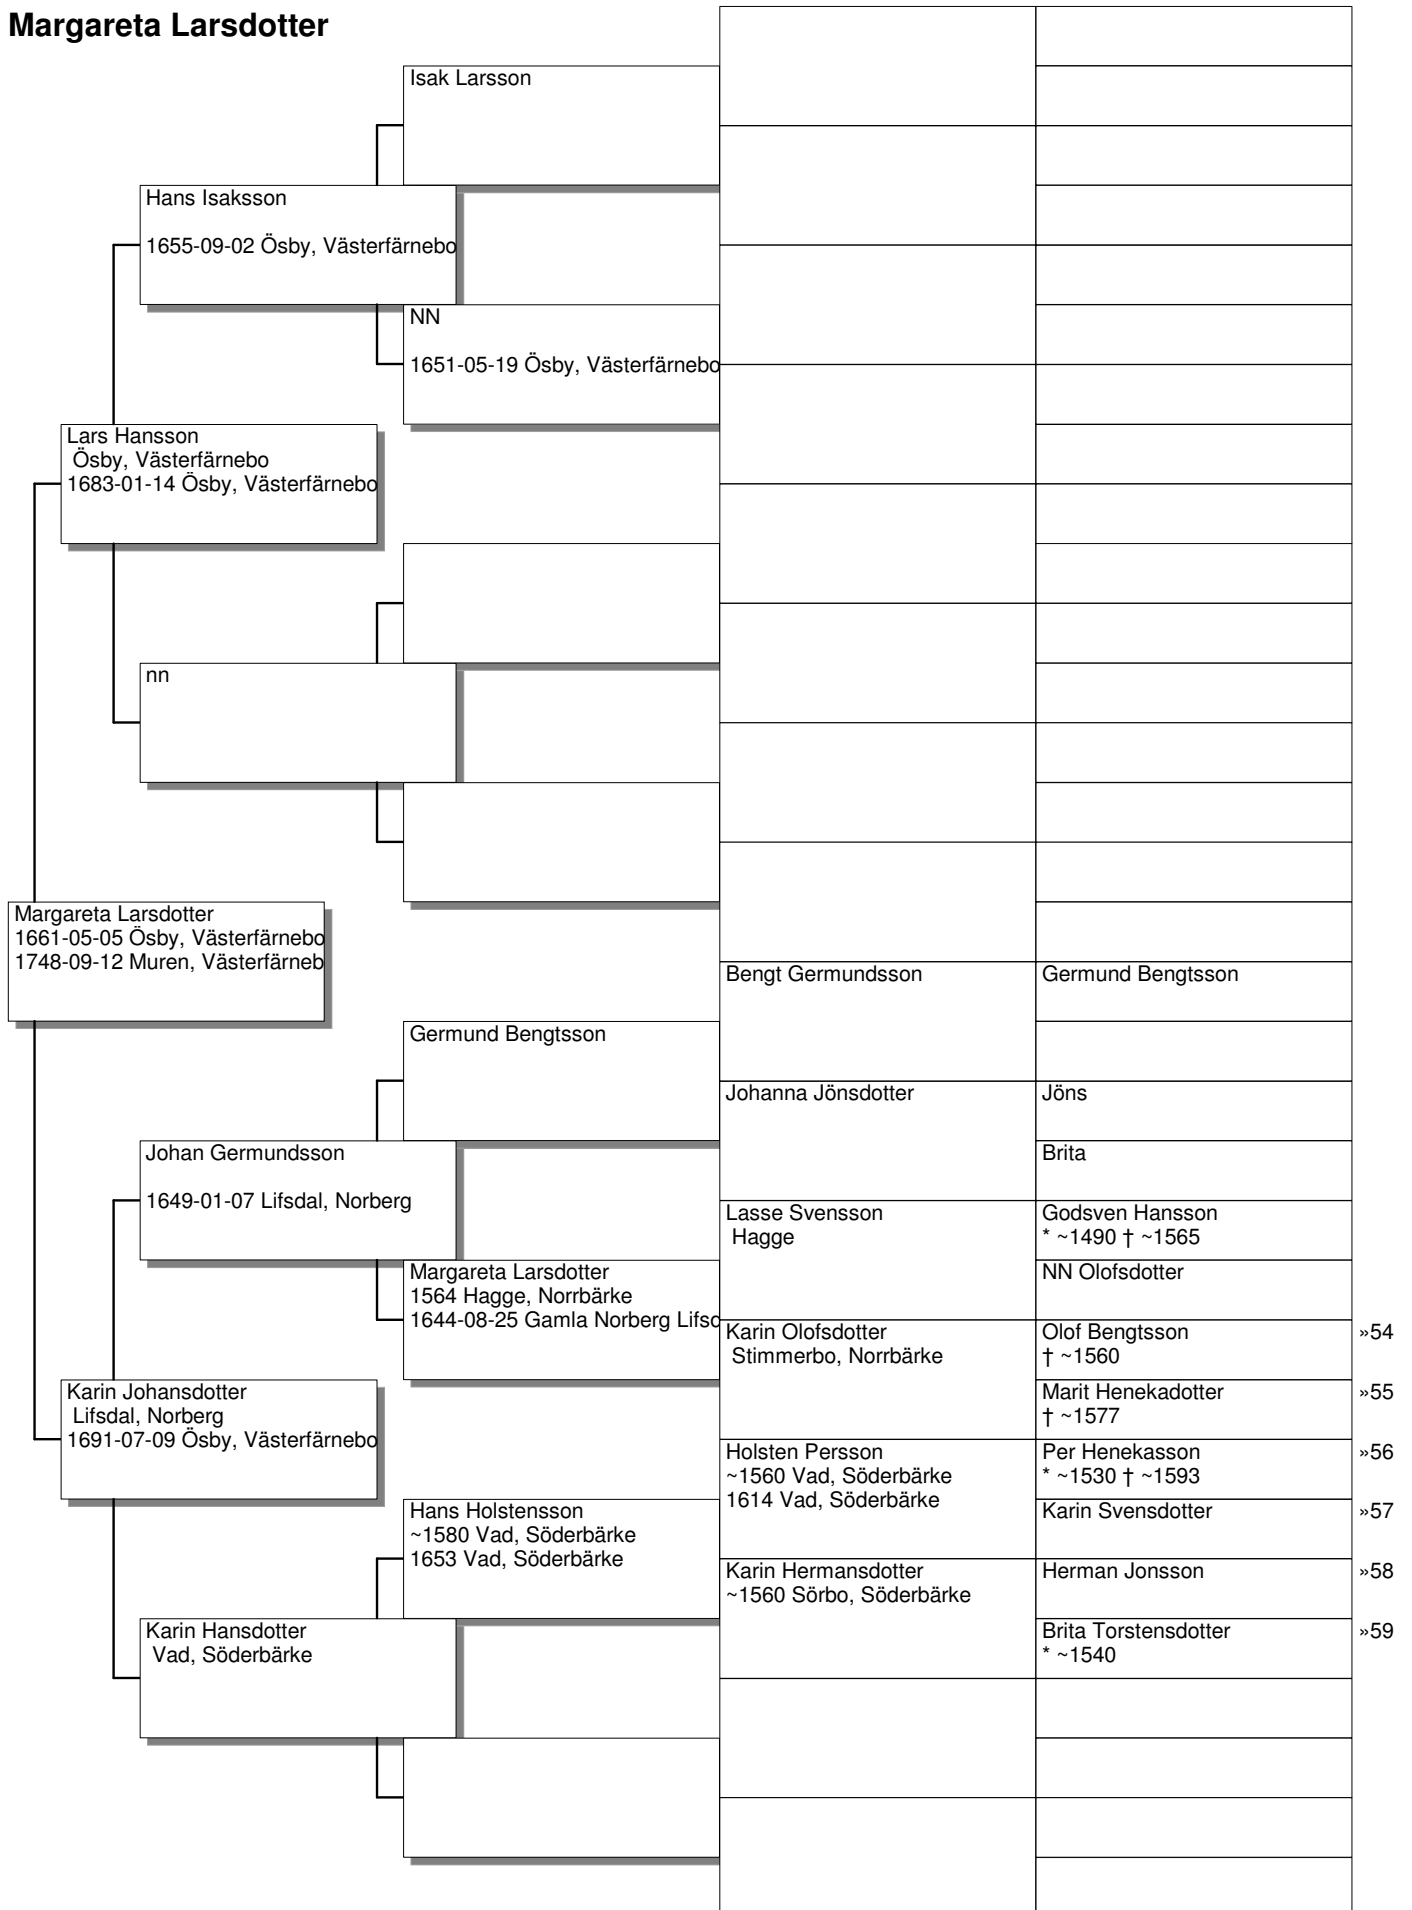 Margareta Larsdotter
Isak Larsson
Hans Isaksson
1655-09-02 Ösby, Västerfärnebo
NN
1651-05-19 Ösby, Västerfärnebo
Lars Hansson
Ösby, Västerfärnebo
1683-01-14 Ösby, Västerfärnebo
nn
Margareta Larsdotter
1661-05-05 Ösby, Västerfärnebo
1748-09-12 Muren, Västerfärneb
Bengt Germundsson
Germund Bengtsson
Germund Bengtsson
Johanna Jönsdotter
Jöns
Johan Germundsson
1649-01-07 Lifsdal, Norberg
Brita
Lasse Svensson
Hagge
Godsven Hansson
* ~1490 † ~1565
Margareta Larsdotter
1564 Hagge, Norrbärke
1644-08-25 Gamla Norberg Lifsd
NN Olofsdotter
Karin Olofsdotter
Stimmerbo, Norrbärke
Olof Bengtsson
† ~1560
»54
Karin Johansdotter
Lifsdal, Norberg
1691-07-09 Ösby, Västerfärnebo
Marit Henekadotter
† ~1577
»55
Holsten Persson
~1560 Vad, Söderbärke
1614 Vad, Söderbärke
Per Henekasson
* ~1530 † ~1593
»56
Hans Holstensson
~1580 Vad, Söderbärke
1653 Vad, Söderbärke
Karin Svensdotter
»57
Karin Hermansdotter
~1560 Sörbo, Söderbärke
Herman Jonsson
»58
Karin Hansdotter
Vad, Söderbärke
Brita Torstensdotter
* ~1540
»59